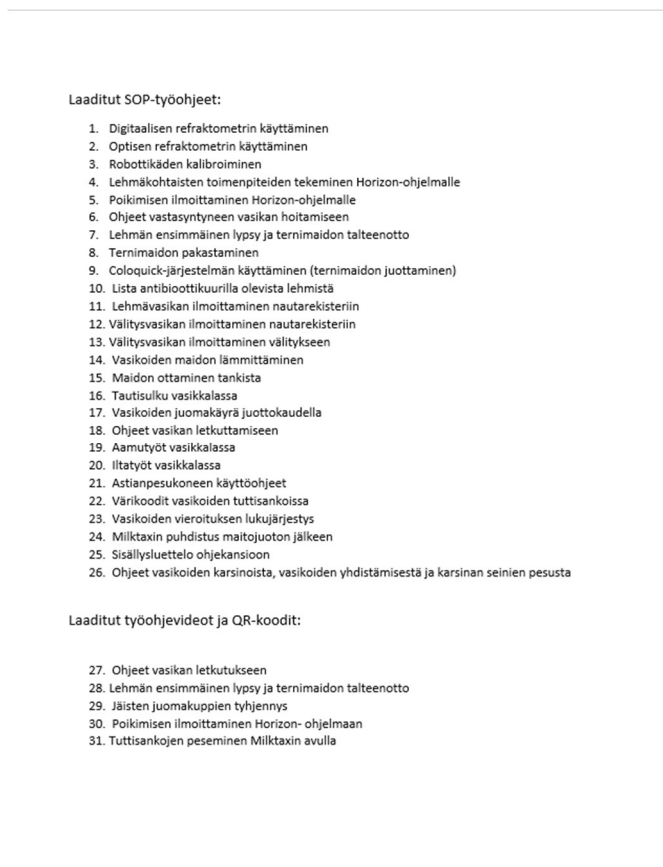 Laaditut SOP-työohjeet:
1. Digitaalisen refraktometrin käyttäminen
2. Optisen refraktometrin käyttäminen
3. Robottikäden kalibroiminen
4. Lehmäkohtaisten toimenpiteiden tekeminen Horizon-ohjelmalle
5. Poikimisen ilmoittaminen Horizon-ohjelmalle
6. Ohjeet vastasyntyneen vasikan hoitamiseen
7. Lehmän ensimmäinen lypsy ja ternimaidon talteenotto
8. Ternimaidon pakastaminen
9. Coloquick-järjestelmän käyttäminen (ternimaidon juottaminen)
10. Lista antibioottikuurilla olevista lehmistä
11. Lehmävasikan ilmoittaminen nautarekisteriin
12. Välitysvasikan ilmoittaminen nautarekisteriin
13. Välitysvasikan ilmoittaminen välitykseen
14. Vasikoiden maidon lämmittäminen
15. Maidon ottaminen tankista
16. Tautisulku vasikkalassa
17. Vasikoiden juomakäyrä juottokaudella
18. Ohjeet vasikan letkuttamiseen
19. Aamutyöt vasikkalassa
20. Iltatyöt vasikkalassa
21. Astianpesukoneen käyttöohjeet
22. Värikoodit vasikoiden tuttisankoissa
23. Vasikoiden vieroituksen lukujärjestys
24. Milktaxin puhdistus maitojuoton jälkeen
25. Sisällysluettelo ohjekansioon
26. Ohjeet vasikoiden karsinoista, vasikoiden yhdistämisestä ja karsinan seinien pesusta
Laaditut työohjevideot ja QR-koodit:
27. Ohjeet vasikan letkutukseen
28. Lehmän ensimmäinen lypsy ja ternimaidon talteenotto
29. Jäisten juomakuppien tyhjennys
30. Poikimisen ilmoittaminen Horizon- ohjelmaan
31. Tuttisankojen peseminen Milktaxin avulla